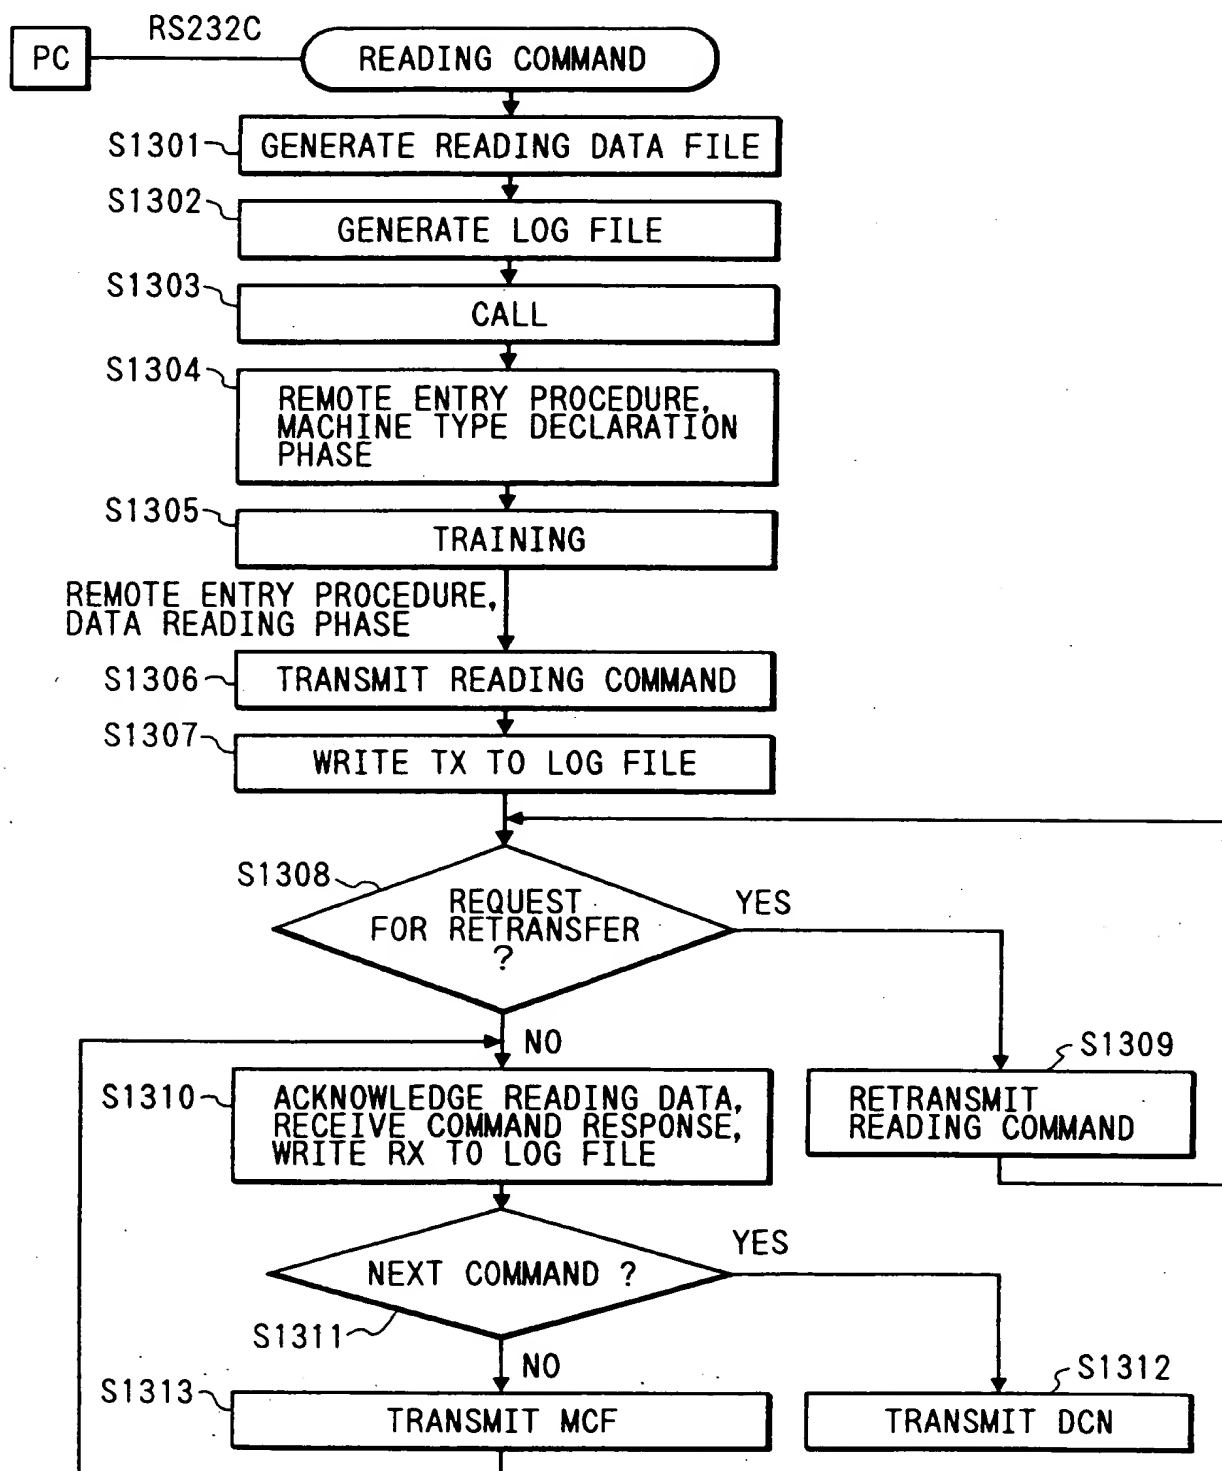 RS232C
PC
READING COMMAND
S1301
GENERATE READING DATA FILE
S1302
GENERATE LOG FILE
S1303
CALL
S1304
REMOTE ENTRY PROCEDURE,
MACHINE TYPE DECLARATION
PHASE
S1305
TRAINING
REMOTE ENTRY PROCEDURE,
DATA READING PHASE
S1306
TRANSMIT READING COMMAND
S1307
WRITE TX TO LOG FILE
S1308
REQUEST
FOR RETRANSFER
?
YES
NO
S1309
RETRANSMIT
READING COMMAND
S1310
ACKNOWLEDGE READING DATA,
RECEIVE COMMAND RESPONSE,
WRITE RX TO LOG FILE
NEXT COMMAND ?
YES
S1311
NO
S1312
TRANSMIT DCN
S1313
TRANSMIT MCF